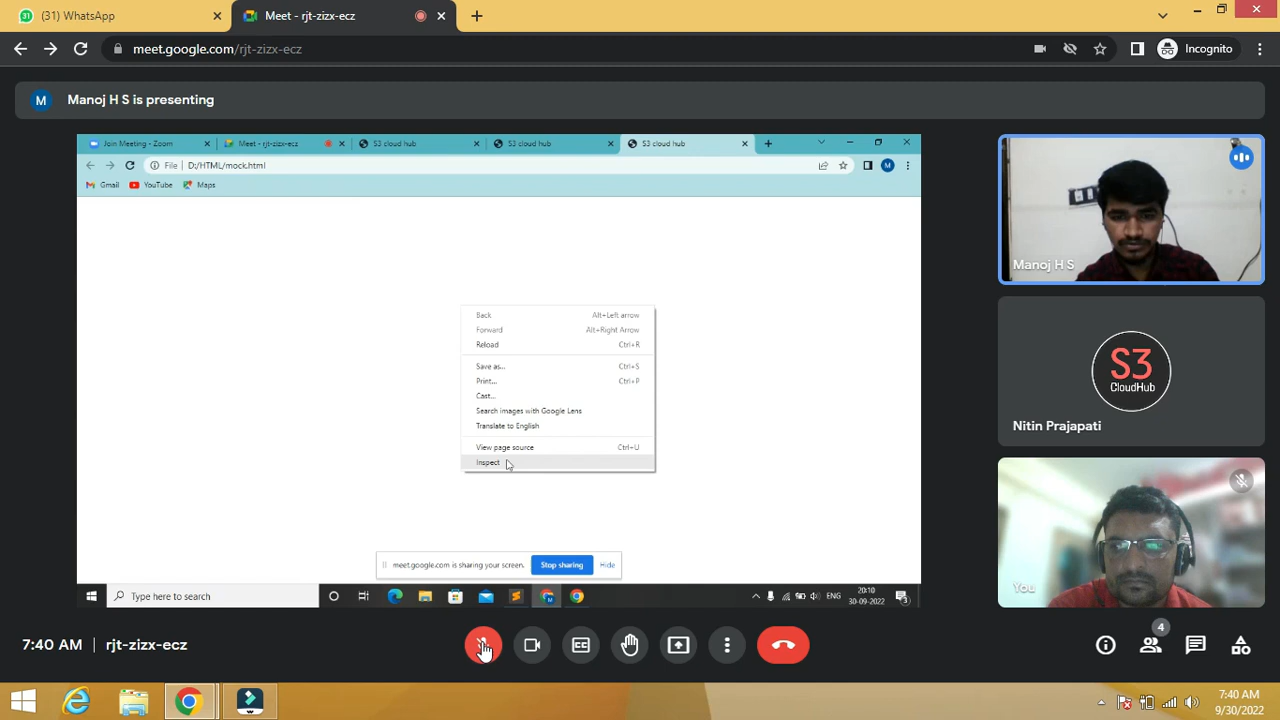 (31) WhatsApp
Meet - rjt-zizx-ecz
meet.google.com/rjt-zizx-ecz
Incognito
M
Manoj H S is presenting
Join Meeting - Zoom
Meet - rjt-zizx-ecz
S3 cloud hub
S3 cloud hub
S3 cloud hub
File
D:/HTML/mock.html
M
Gmail
YouTube
Maps
Back Alt+Left arrow
Forward Alt+Right Arrow
Reload Ctrl+R
Save as... Ctrl+S
Print... Ctrl+P
Cast...
Search images with Google Lens
Translate to English
View page source Ctrl+U
Inspect
meet.google.com is sharing your screen.
Stop sharing
Hide
Type here to search
ENG
20:10
30-09-2022
Manoj H S
S3
CloudHub
Nitin Prajapati
You
7:40 AM | rjt-zizx-ecz
4
7:40 AM
9/30/2022